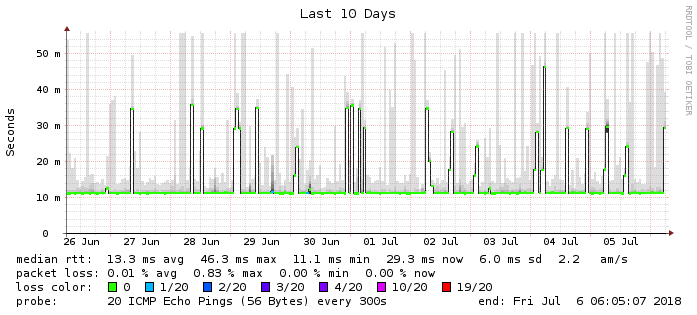 Last 10 Days
RRDTOOL / TOBI OETIKER
Seconds
50 m
40 m
30 m
20 m
10 m
0
26 Jun 27 Jun 28 Jun 29 Jun 30 Jun 01 Jul 02 Jul 03 Jul 04 Jul 05 Jul
median rtt: 13.3 ms avg 46.3 ms max 11.1 ms min 29.3 ms now 6.0 ms sd 2.2 am/s
packet loss: 0.01 % avg 0.83 % max 0.00 % min 0.00 % now
loss color: 0 1/20 2/20 3/20 4/20 10/20 19/20
probe: 20 ICMP Echo Pings (56 Bytes) every 300s end: Fri Jul 6 06:05:07 2018